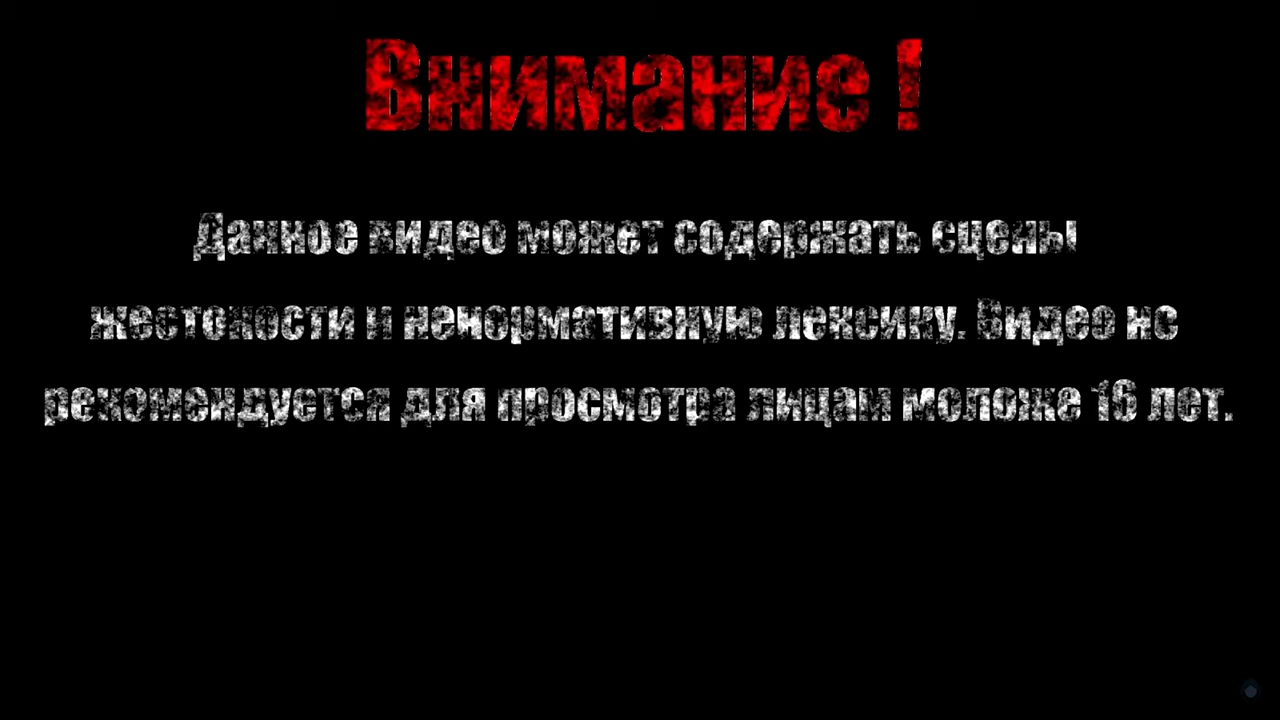 Внимание !
Данное видео может содержать сцены
жестокости и ненормативную лексику. Видео не
рекомендуется для просмотра лицам моложе 16 лет.